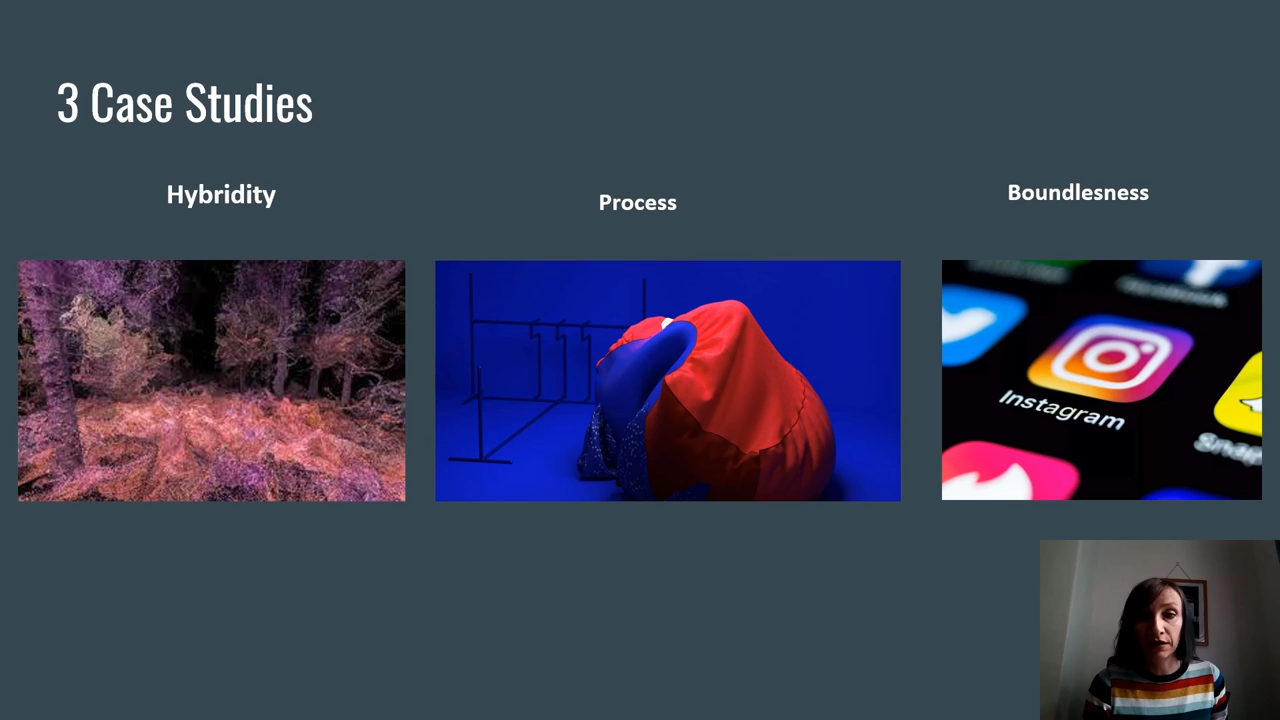 3 Case Studies
Hybridity
Process
Boundlesness
Instagram